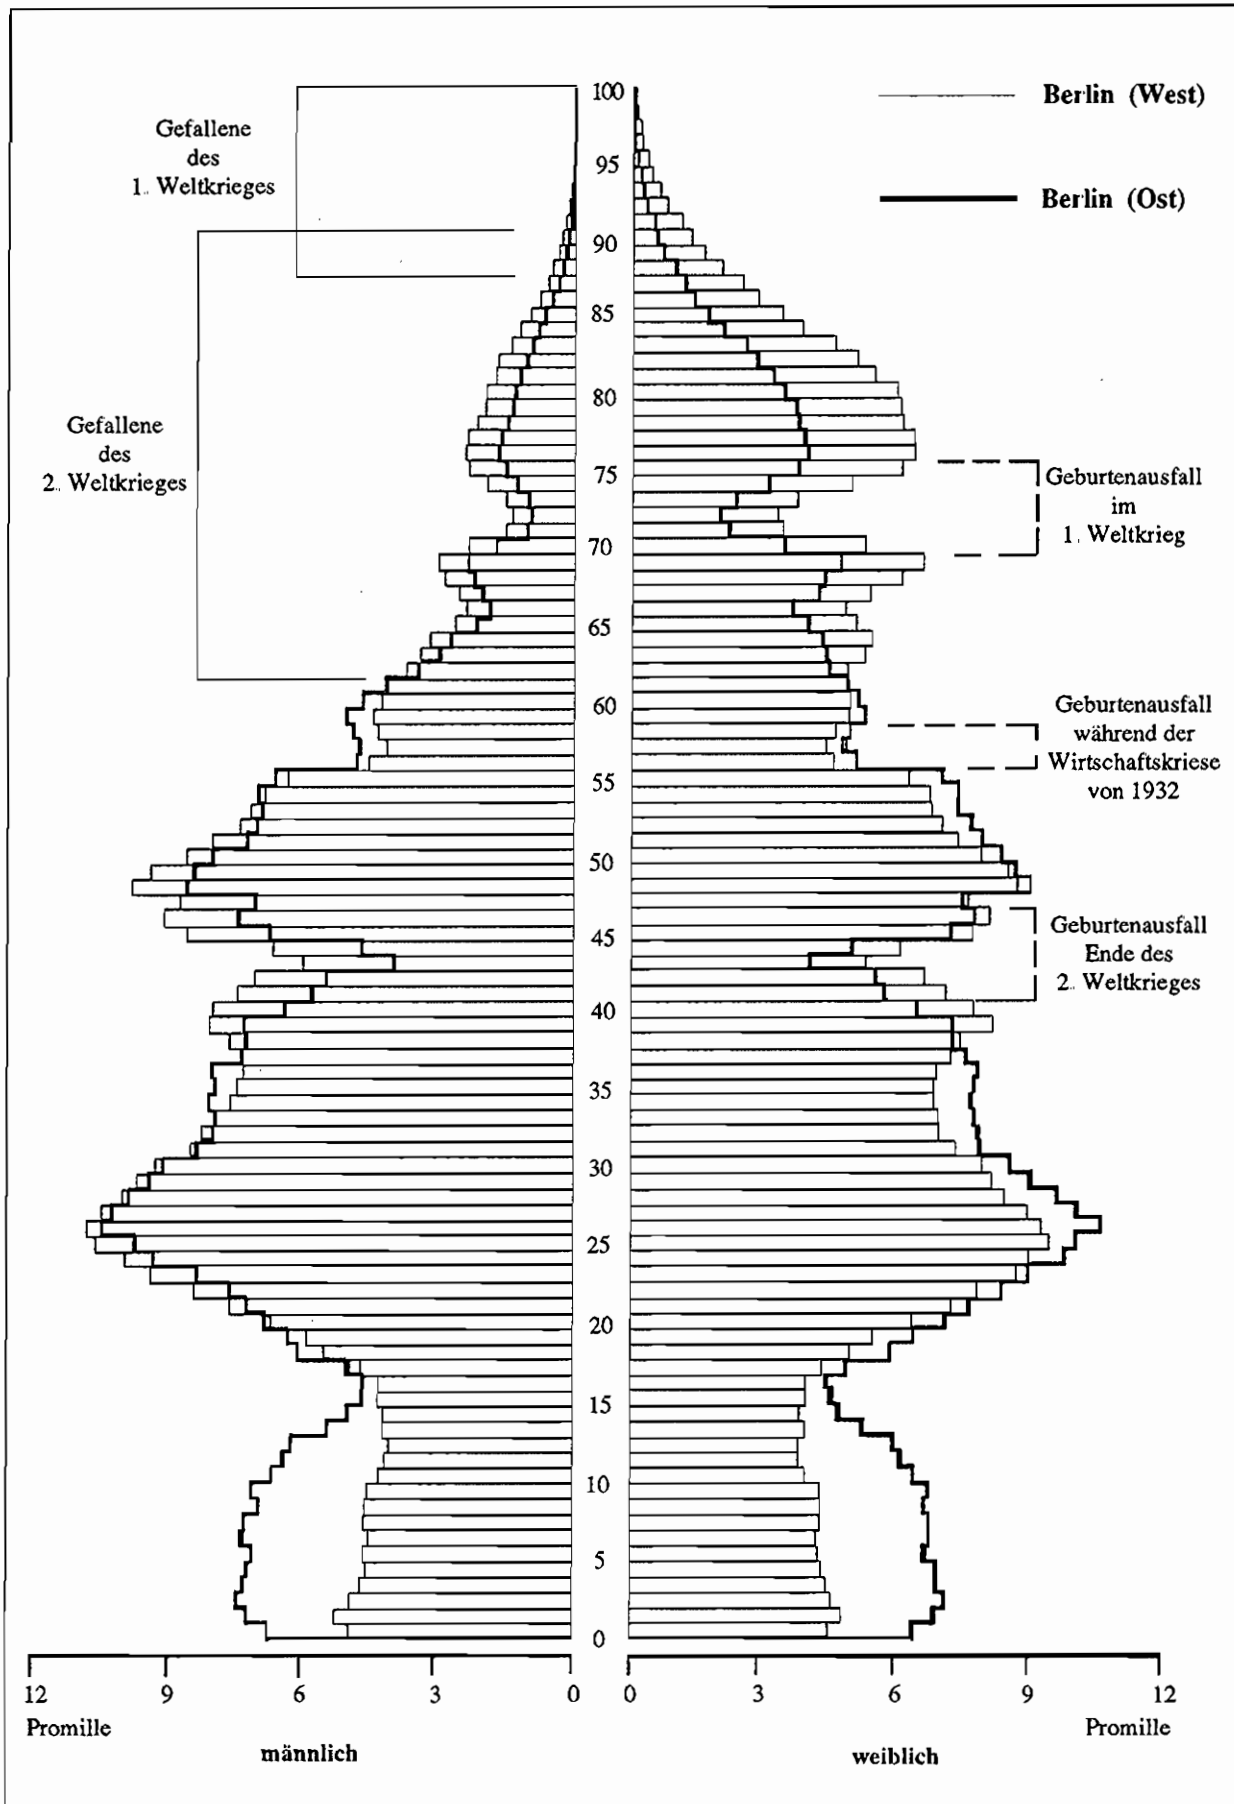 Berlin (West)
Berlin (Ost)
Gefallene
des
1. Weltkrieges
Gefallene
des
2. Weltkrieges
Geburtenausfall
im
1. Weltkrieg
Geburtenausfall
während der
Wirtschaftskriese
von 1932
Geburtenausfall
Ende des
2. Weltkrieges
100
95
90
85
80
75
70
65
60
55
50
45
40
35
30
25
20
15
10
5
0
12 9 6 3 0 0 3 6 9 12
Promille Promille
männlich weiblich